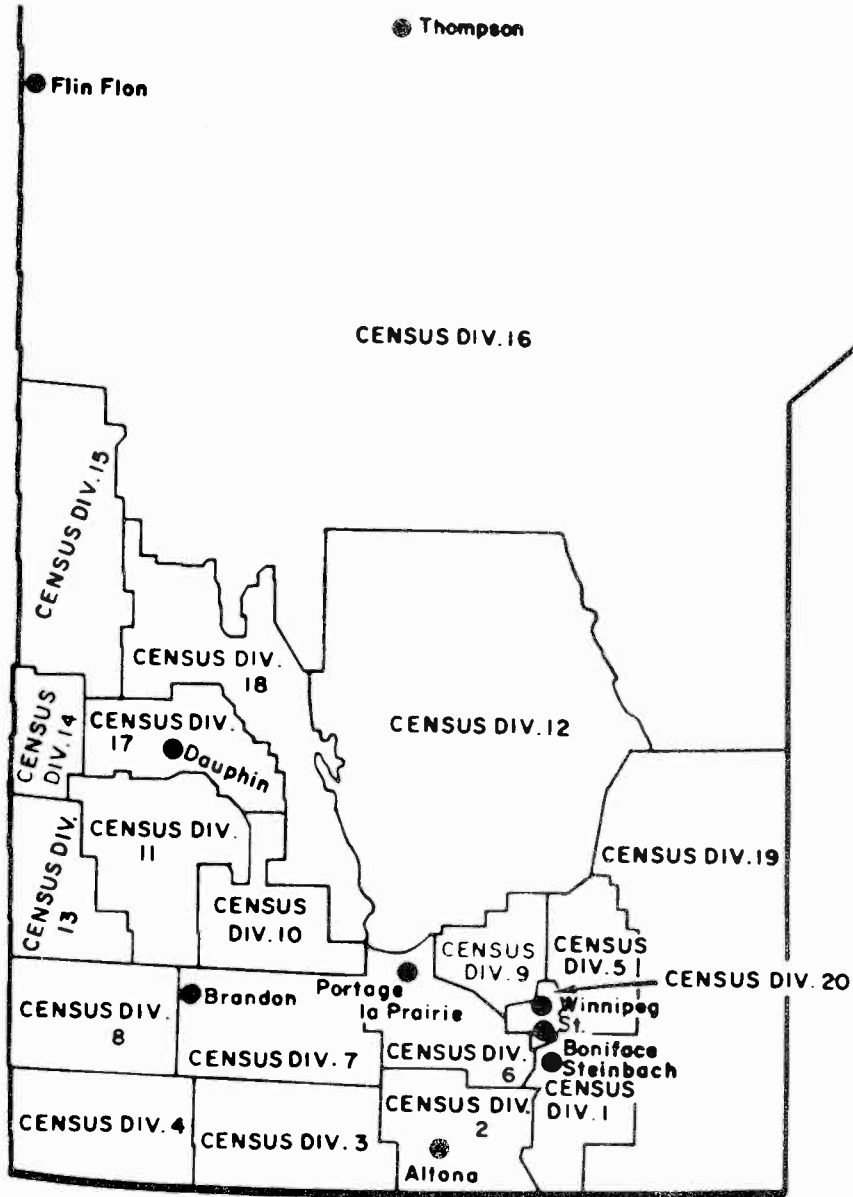 Thompson
Flin Flon
CENSUS DIV. 16
CENSUS DIV. 15
CENSUS DIV.
18
CENSUS
DIV. 14
CENSUS DIV.
17
Dauphin
CENSUS DIV. 12
CENSUS DIV.
11
CENSUS DIV.
13
CENSUS
DIV. 10
CENSUS DIV. 19
CENSUS
DIV. 9
CENSUS
DIV. 5
CENSUS DIV. 20
Portage
la Prairie
Brandon
Winnipeg
St.
Boniface
Steinbach
CENSUS DIV.
8
CENSUS DIV. 7
CENSUS DIV.
6
CENSUS
DIV. 1
CENSUS DIV. 4
CENSUS DIV. 3
CENSUS DIV.
2
Altona